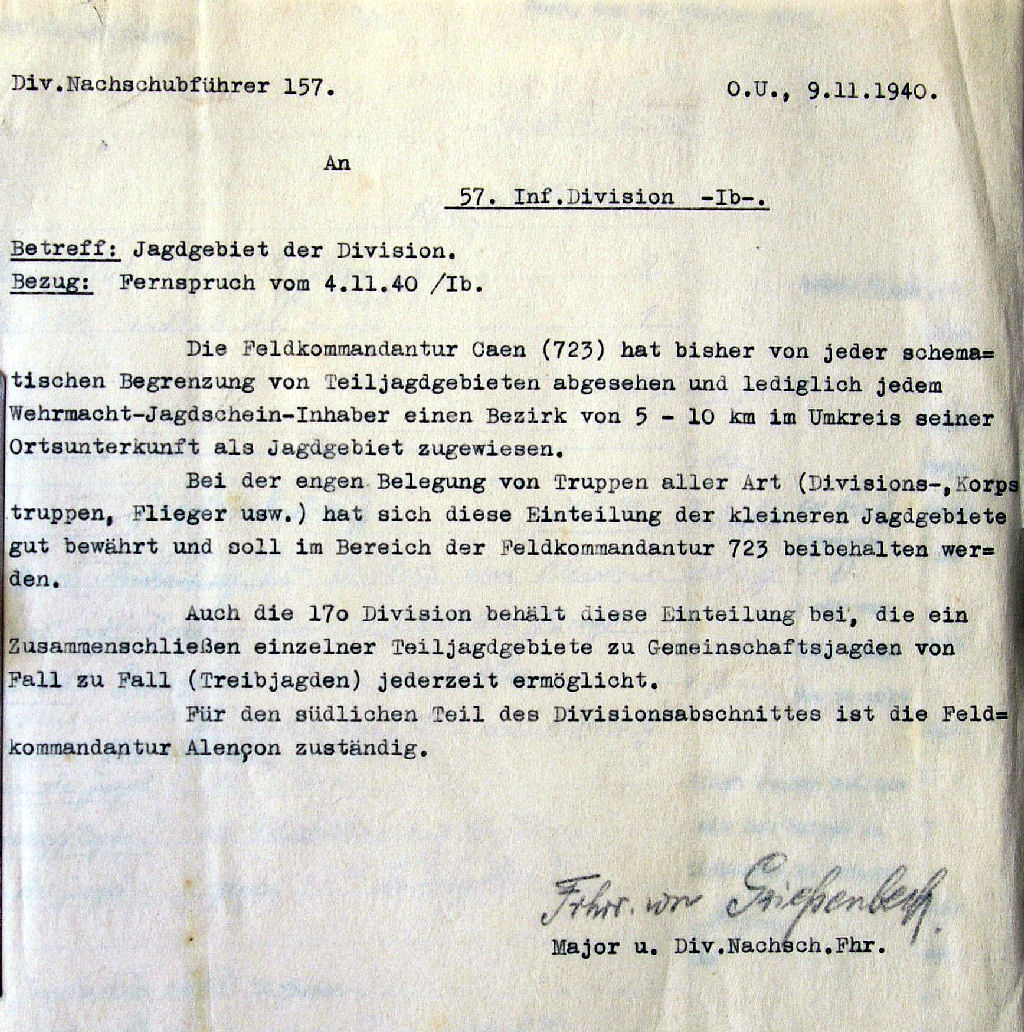 Div.Nachschubführer 157.
O.U., 9.11.1940.
An
57. Inf.Division -Ib-.
Betreff: Jagdgebiet der Division.
Bezug: Fernspruch vom 4.11.40 /Ib.
Die Feldkommandantur Caen (723) hat bisher von jeder schema=
tischen Begrenzung von Teiljagdgebieten abgesehen und lediglich jedem
Wehrmacht-Jagdschein-Inhaber einen Bezirk von 5 - 10 km im Umkreis seiner
Ortsunterkunft als Jagdgebiet zugewiesen.
Bei der engen Belegung von Truppen aller Art (Divisions-,Korps
truppen, Flieger usw.) hat sich diese Einteilung der kleineren Jagdgebiete
gut bewährt und soll im Bereich der Feldkommandantur 723 beibehalten wer=
den.
Auch die 17o Division behält diese Einteilung bei, die ein
Zusammenschließen einzelner Teiljagdgebiete zu Gemeinschaftsjagden von
Fall zu Fall (Treibjagden) jederzeit ermöglicht.
Für den südlichen Teil des Divisionsabschnittes ist die Feld=
kommandantur Alençon zuständig.
Frhr. von Grießenbeck.
Major u. Div.Nachsch.Fhr.